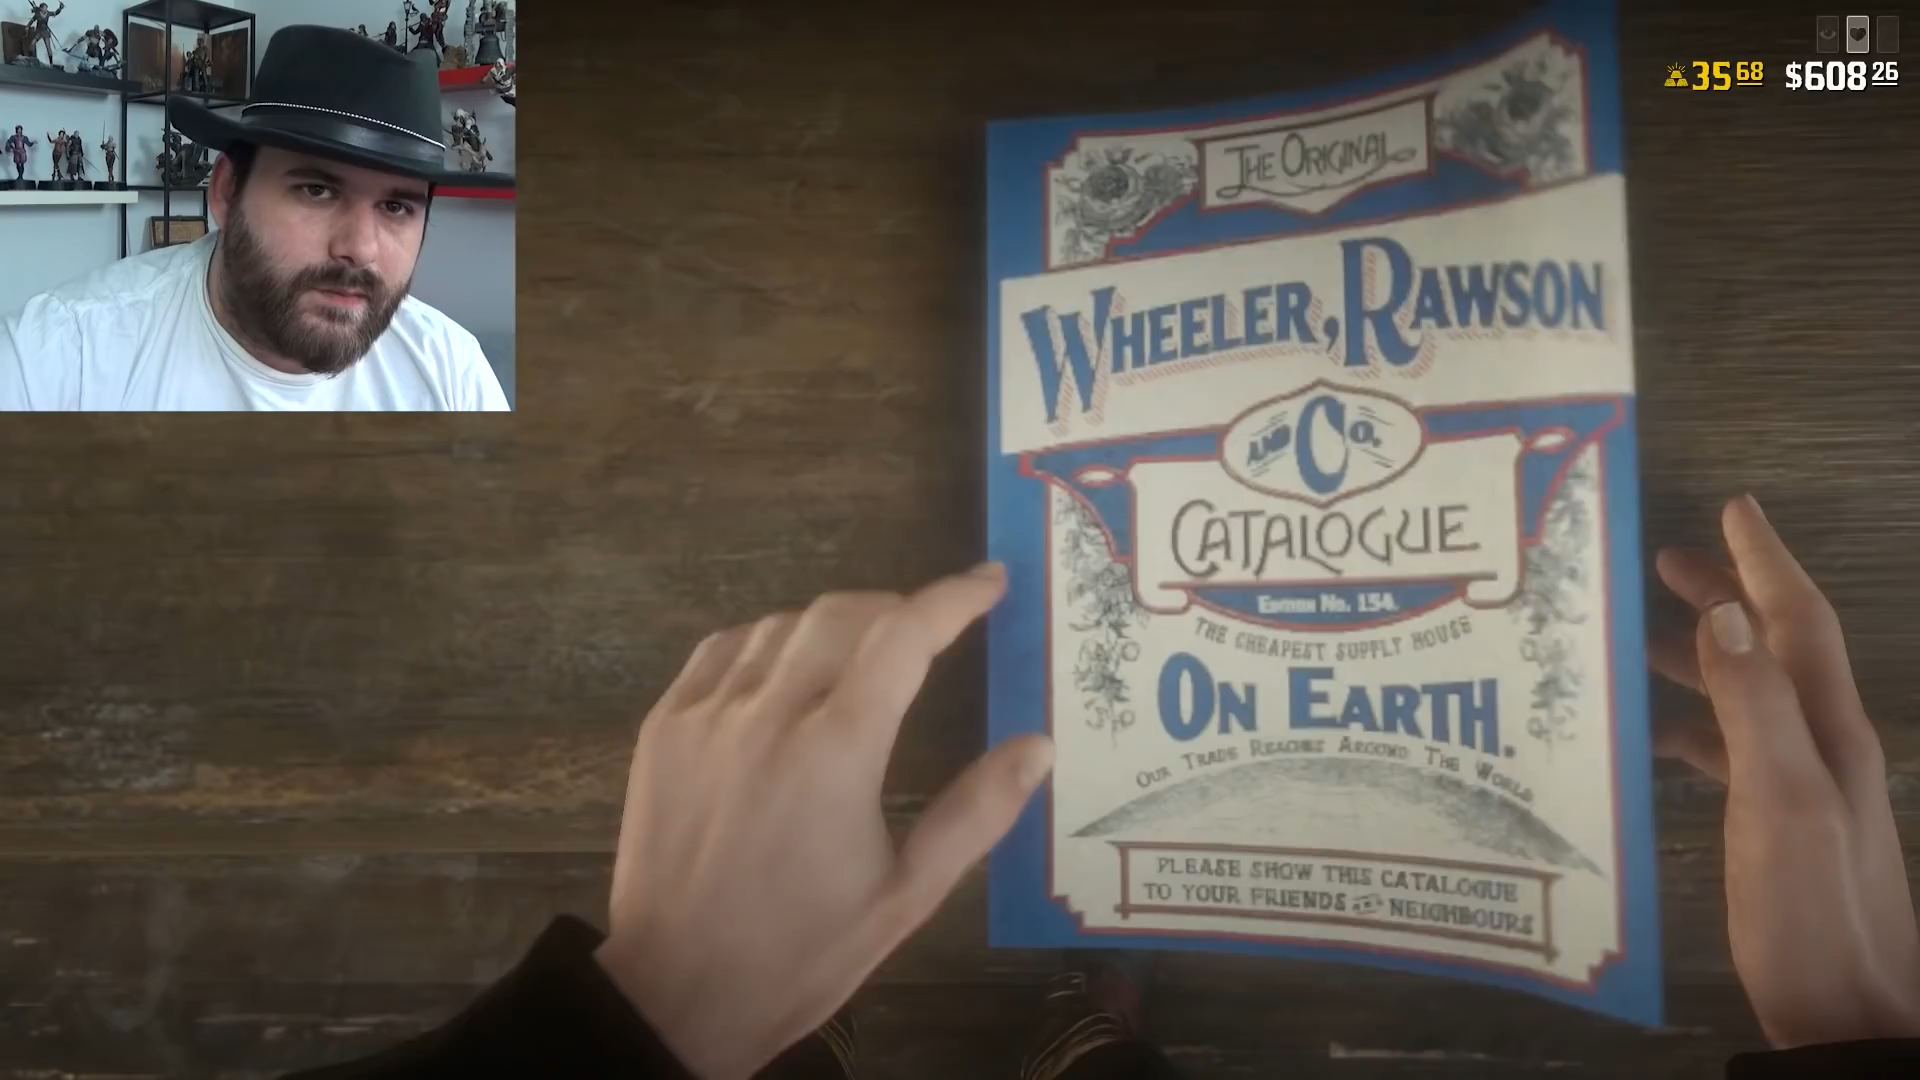 35 68 $608 26
THE ORIGINAL
WHEELER, RAWSON
AND CO.
CATALOGUE
EDITION No. 154.
THE CHEAPEST SUPPLY HOUSE
ON EARTH.
OUR TRADE REACHES AROUND THE WORLD
PLEASE SHOW THIS CATALOGUE
TO YOUR FRIENDS AND NEIGHBOURS